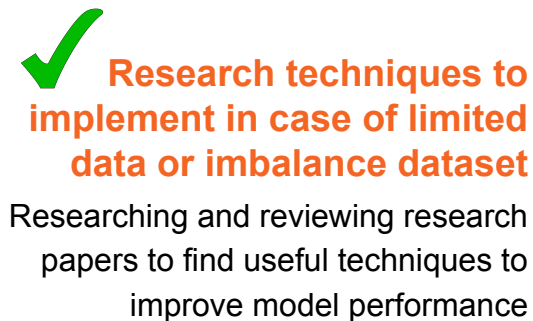 Research techniques to
implement in case of limited
data or imbalance dataset
Researching and reviewing research
papers to find useful techniques to
improve model performance